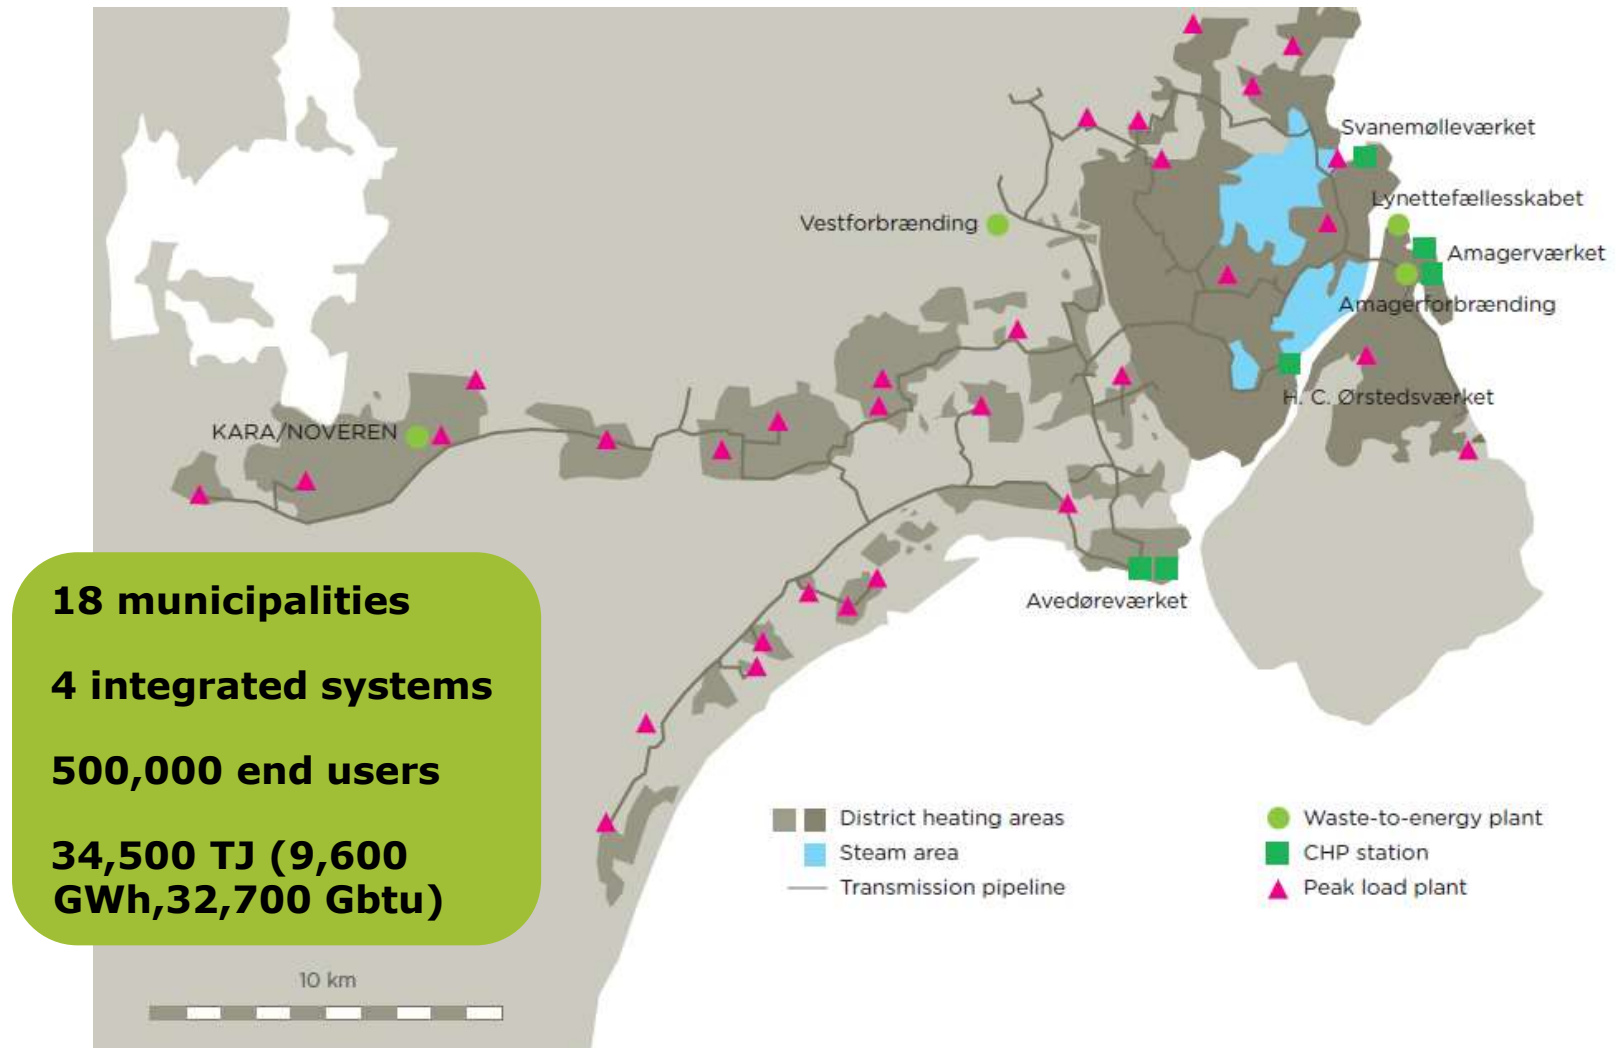 Svanemølleværket
Lynettefællesskabet
Vestforbrænding
Amagerværket
Amagerforbrænding
H. C. Ørstedsværket
KARA/NOVEREN
Avedøreværket
18 municipalities
4 integrated systems
500,000 end users
34,500 TJ (9,600
GWh,32,700 Gbtu)
District heating areas
Steam area
Transmission pipeline
Waste-to-energy plant
CHP station
Peak load plant
10 km